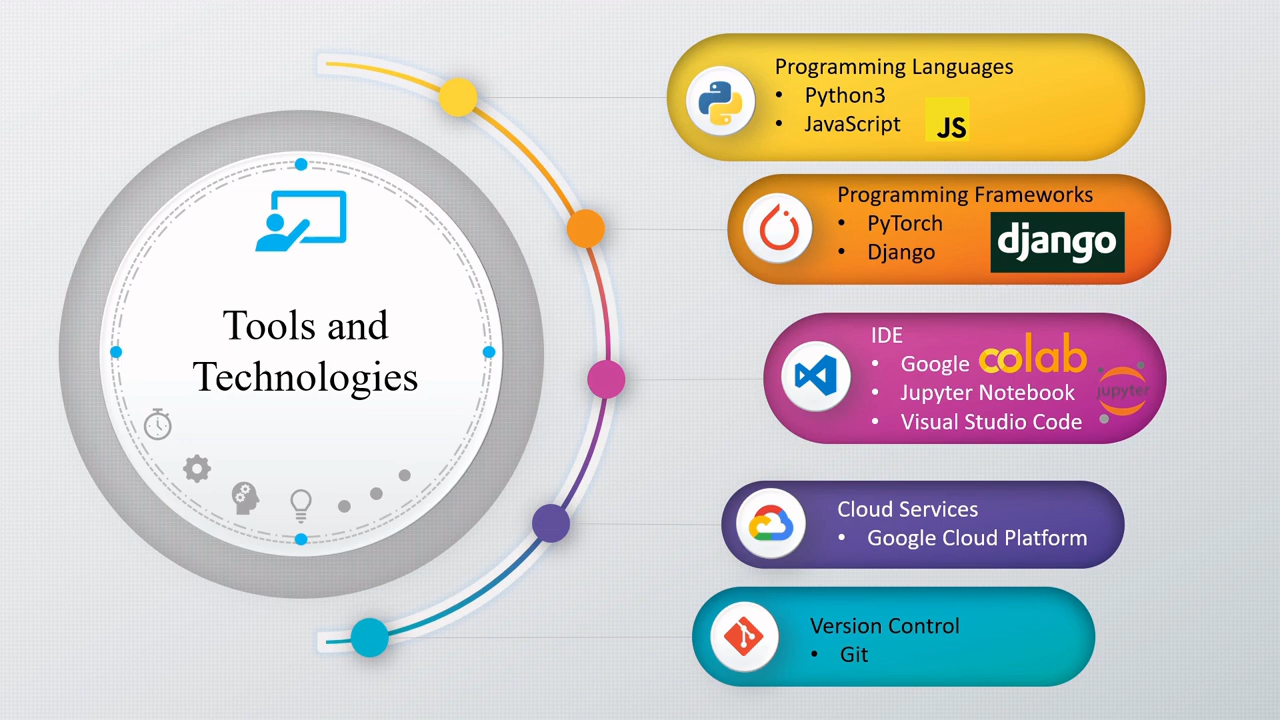 Tools and
Technologies
Programming Languages
• Python3
• JavaScript
JS
Programming Frameworks
• PyTorch
• Django
django
IDE
• Google colab
• Jupyter Notebook
jupyter
• Visual Studio Code
Cloud Services
• Google Cloud Platform
Version Control
• Git